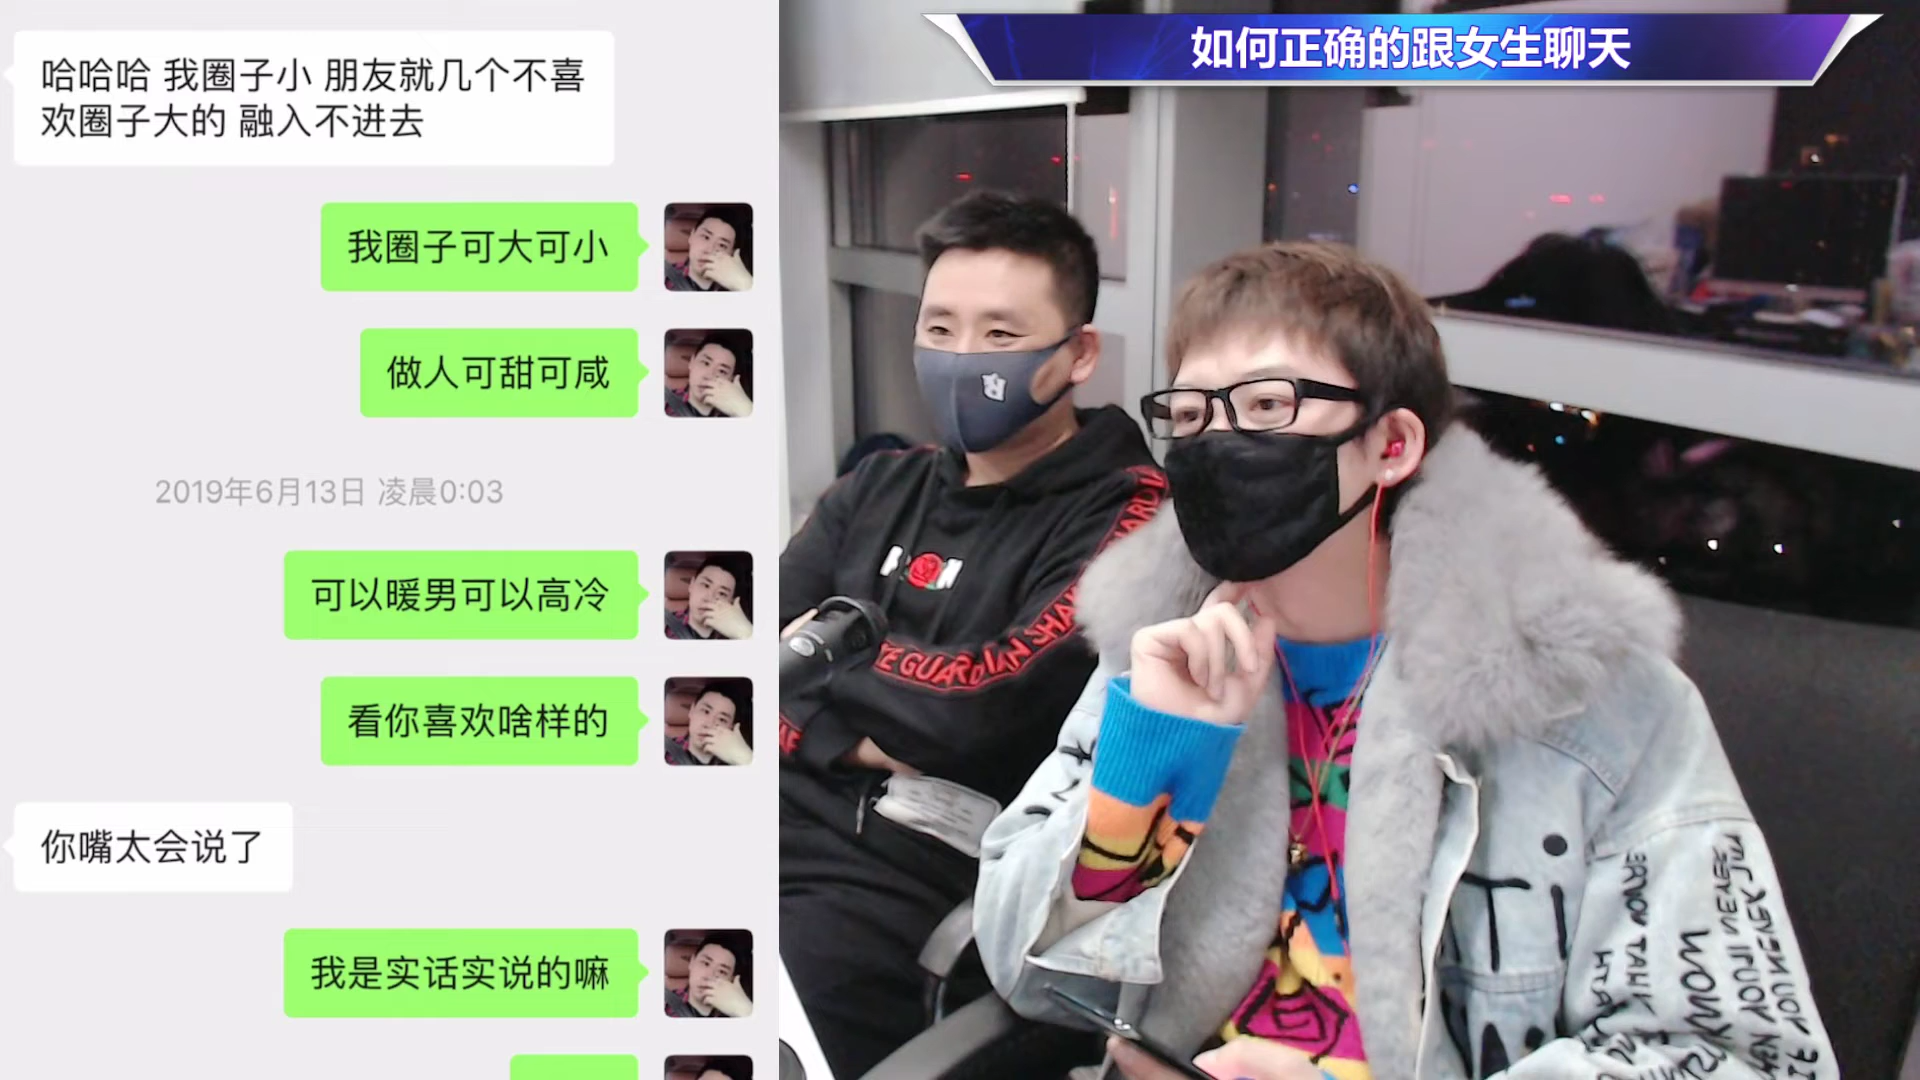 哈哈哈 我圈子小 朋友就几个不喜
欢圈子大的 融入不进去
我圈子可大可小
做人可甜可咸
2019年6月13日 凌晨0:03
可以暖男可以高冷
看你喜欢啥样的
你嘴太会说了
我是实话实说的嘛
如何正确的跟女生聊天
GUARDIAN SHAK